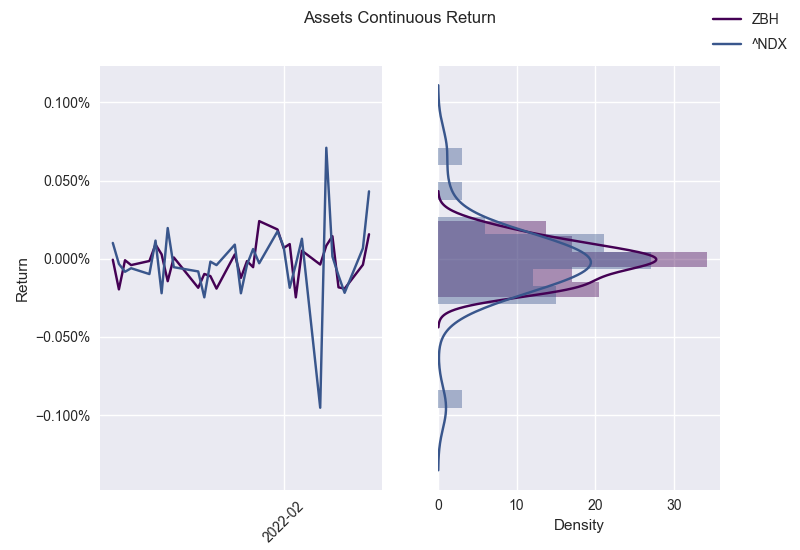 Assets Continuous Return
ZBH
^NDX
0.100%
0.050%
0.000%
−0.050%
−0.100%
Return
2022-02
0
10
20
30
Density